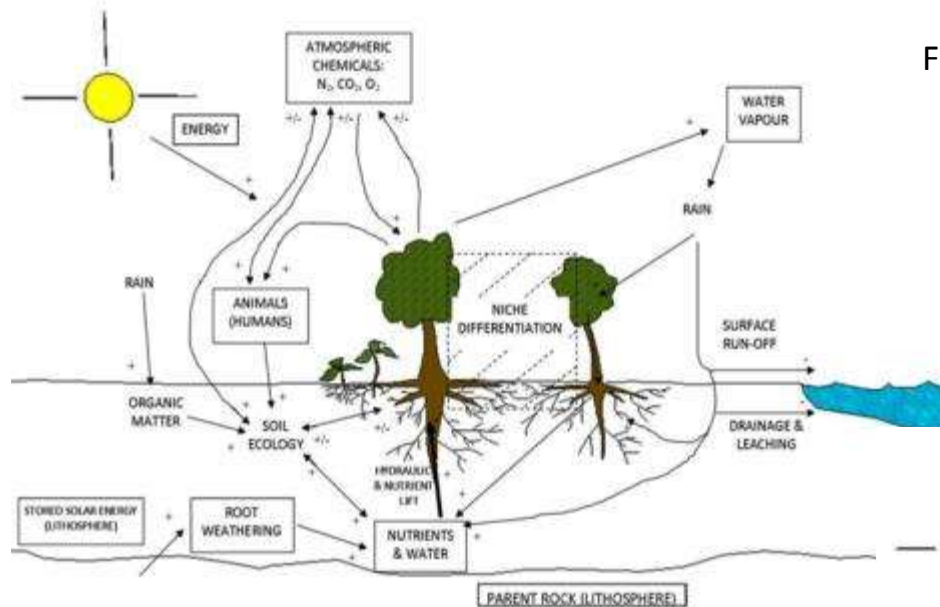 ATMOSPHERIC
CHEMICALS:
N₂, CO₂, O₂
F
ENERGY
WATER
VAPOUR
RAIN
RAIN
ANIMALS
(HUMANS)
NICHE
DIFFERENTIATION
SURFACE
RUN-OFF
ORGANIC
MATTER
SOIL
ECOLOGY
DRAINAGE &
LEACHING
HYDRAULIC
& NUTRIENT
LIFT
STORED SOLAR ENERGY
(LITHOSPHERE)
ROOT
WEATHERING
NUTRIENTS
& WATER
PARENT ROCK (LITHOSPHERE)